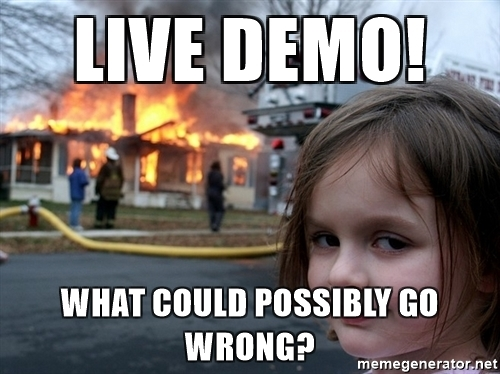 LIVE DEMO!
WHAT COULD POSSIBLY GO
WRONG?
memegenerator.net